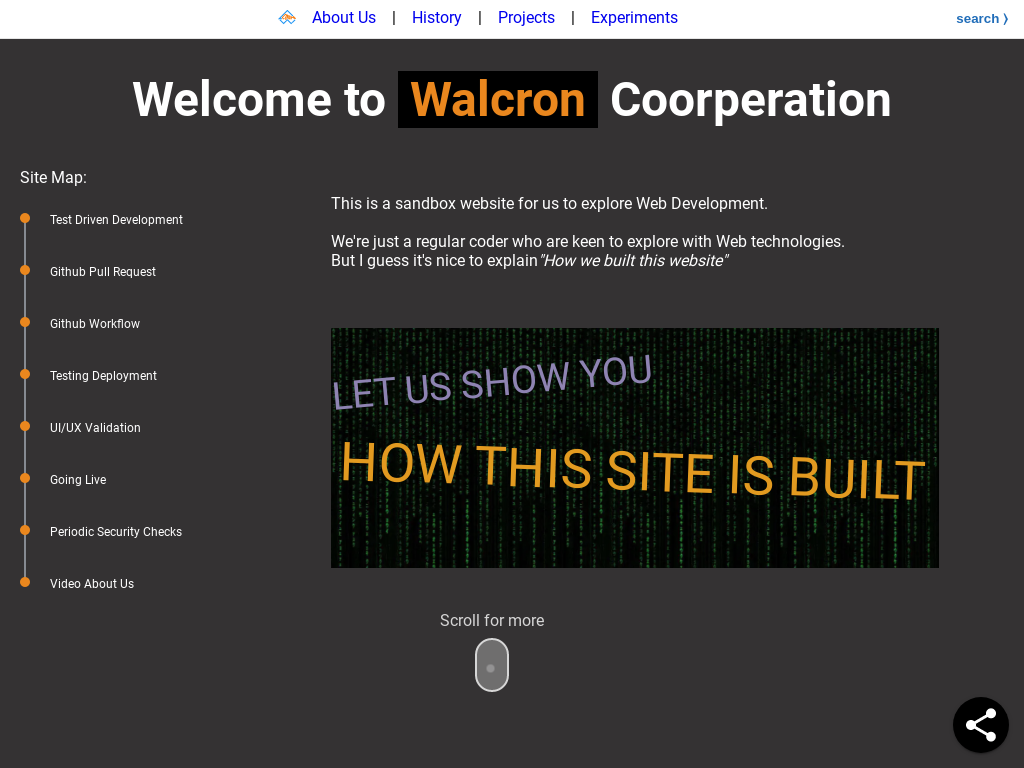 About Us | History | Projects | Experiments
search ⟩
Welcome to Walcron Coorperation
Site Map:
Test Driven Development
Github Pull Request
Github Workflow
Testing Deployment
UI/UX Validation
Going Live
Periodic Security Checks
Video About Us
This is a sandbox website for us to explore Web Development.
We're just a regular coder who are keen to explore with Web technologies.
But I guess it's nice to explain "How we built this website"
LET US SHOW YOU
HOW THIS SITE IS BUILT
Scroll for more